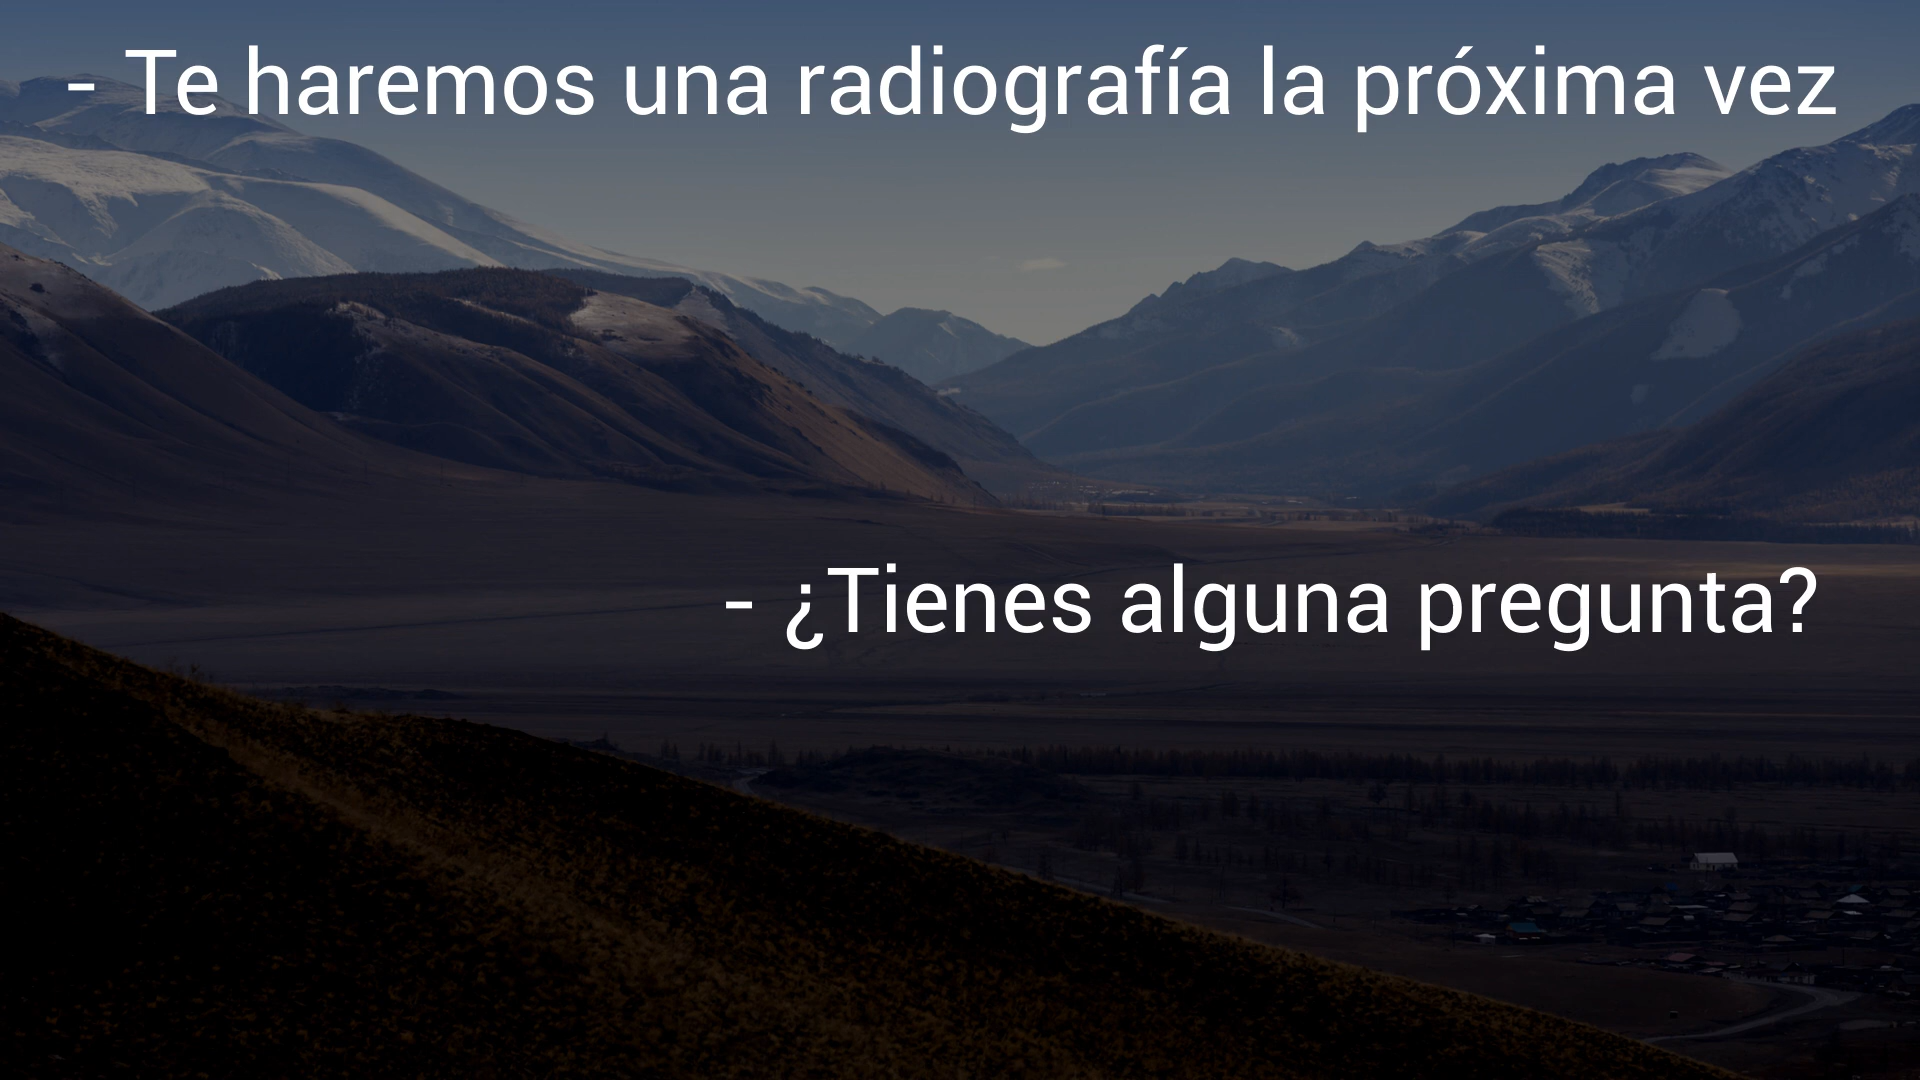 - Te haremos una radiografía la próxima vez
- ¿Tienes alguna pregunta?